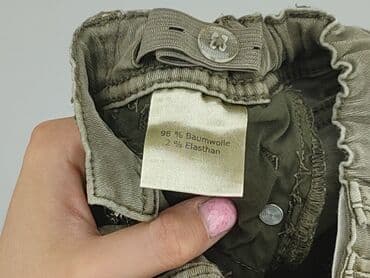 98 % Baumwolle
2 % Elasthan